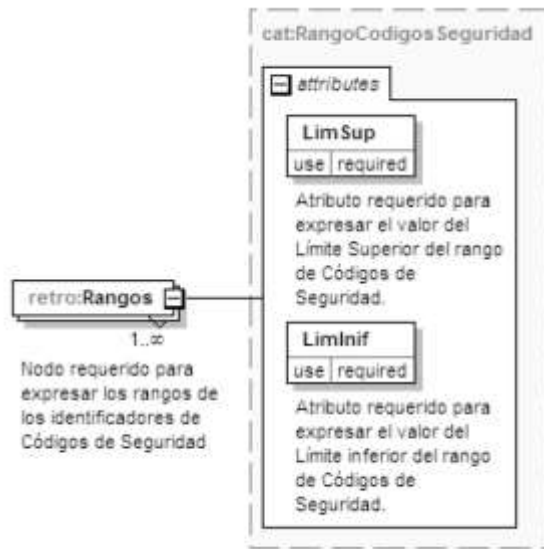 cat:RangoCodigosSeguridad
attributes
LimSup
use required
Atributo requerido para
expresar el valor del
Límite Superior del rango
de Códigos de
Seguridad.
retro:Rangos
1..∞
Nodo requerido para
expresar los rangos de
los identificadores de
Códigos de Seguridad
LimInif
use required
Atributo requerido para
expresar el valor del
Límite inferior del rango
de Códigos de
Seguridad.